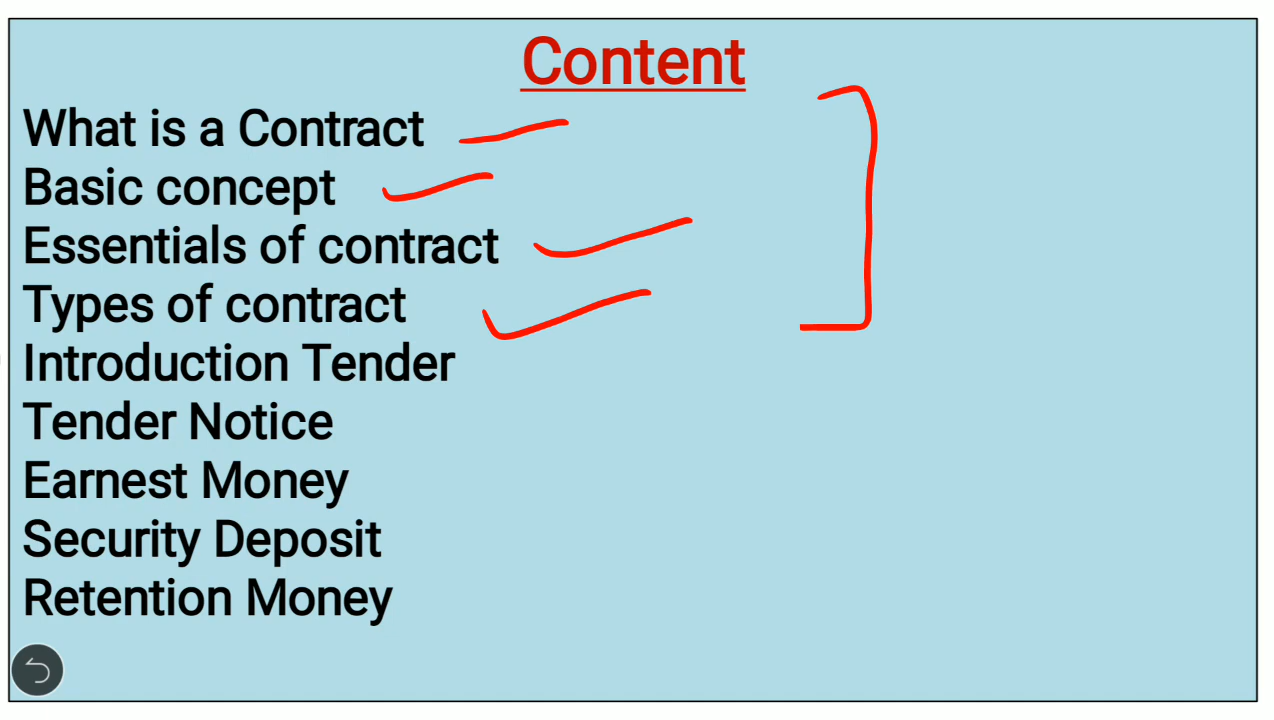 Content
What is a Contract
Basic concept
Essentials of contract
Types of contract
Introduction Tender
Tender Notice
Earnest Money
Security Deposit
Retention Money